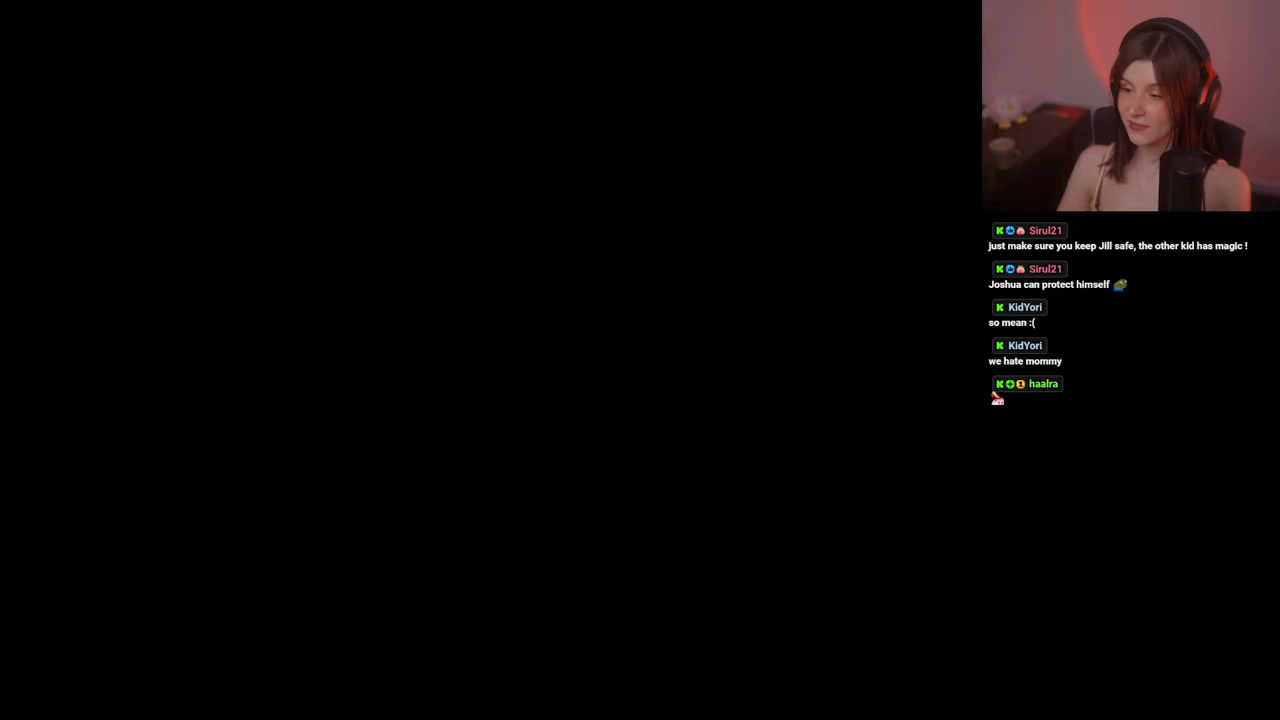 Sirul21
just make sure you keep Jill safe, the other kid has magic !
Sirul21
Joshua can protect himself
KidYori
so mean :(
KidYori
we hate mommy
haalra